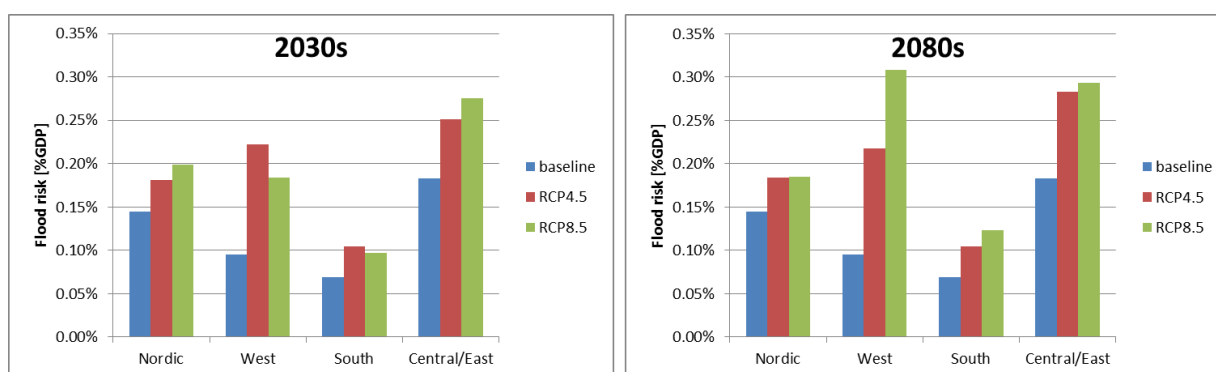 2030s
Flood risk [%GDP]
0.35%
0.30%
0.25%
0.20%
0.15%
0.10%
0.05%
0.00%
Nordic West South Central/East
baseline
RCP4.5
RCP8.5
2080s
Flood risk [%GDP]
0.35%
0.30%
0.25%
0.20%
0.15%
0.10%
0.05%
0.00%
Nordic West South Central/East
baseline
RCP4.5
RCP8.5